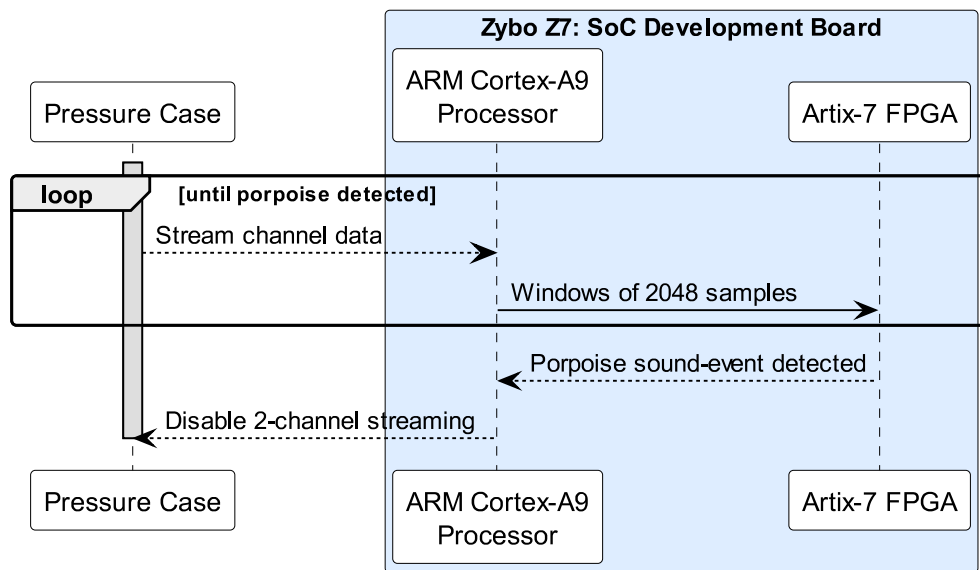 Zybo Z7: SoC Development Board
Pressure Case
ARM Cortex-A9
Processor
Artix-7 FPGA
loop
[until porpoise detected]
Stream channel data
Windows of 2048 samples
Porpoise sound-event detected
Disable 2-channel streaming
Pressure Case
ARM Cortex-A9
Processor
Artix-7 FPGA